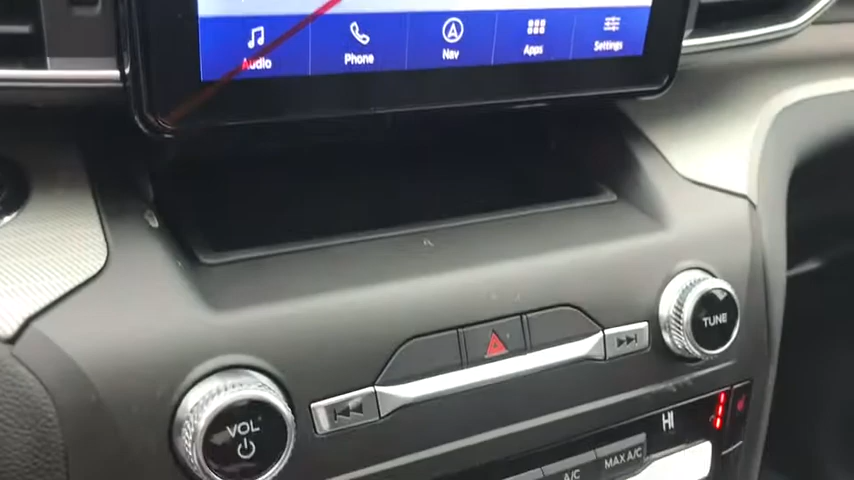 Audio Phone Nav Apps Settings
TUNE
VOL
HI
A/C MAX A/C